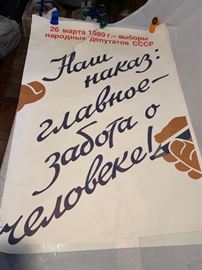 26 марта 1989 г.– выборы
народных депутатов СССР
Наш
наказ:
главное–
забота о
человеке!